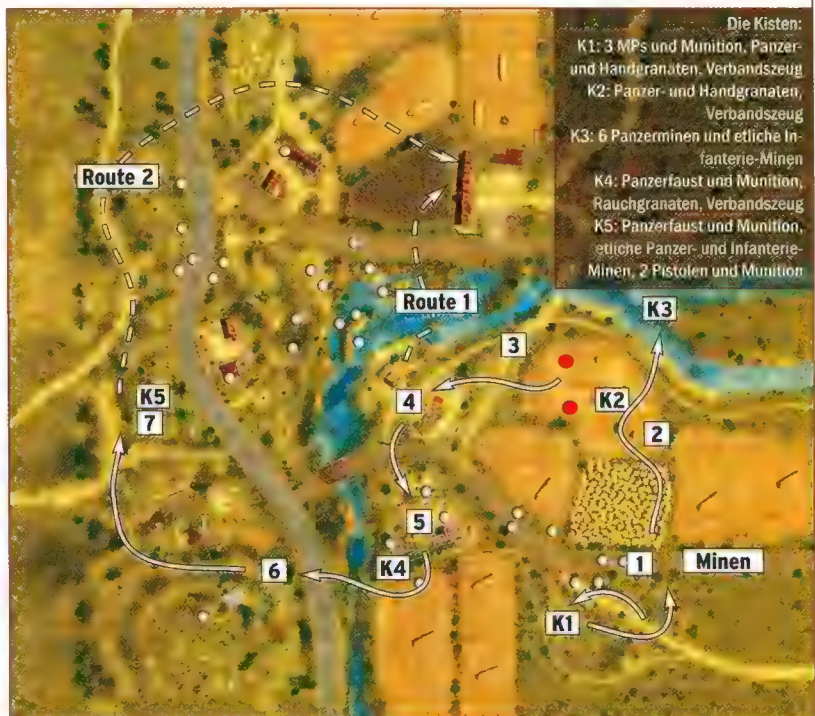 Die Kisten:
K1: 3 MPs und Munition, Panzer-
und Handgranaten, Verbandszeug
K2: Panzer- und Handgranaten,
Verbandszeug
K3: 6 Panzerminen und etliche In-
fanterie-Minen
K4: Panzerfaust und Munition,
Rauchgranaten, Verbandszeug
K5: Panzerfaust und Munition,
etliche Panzer- und Infanterie-
Minen, 2 Pistolen und Munition
Route 2
Route 1
K3
3
K5
7
4
K2
2
5
6
K4
1
Minen
K1